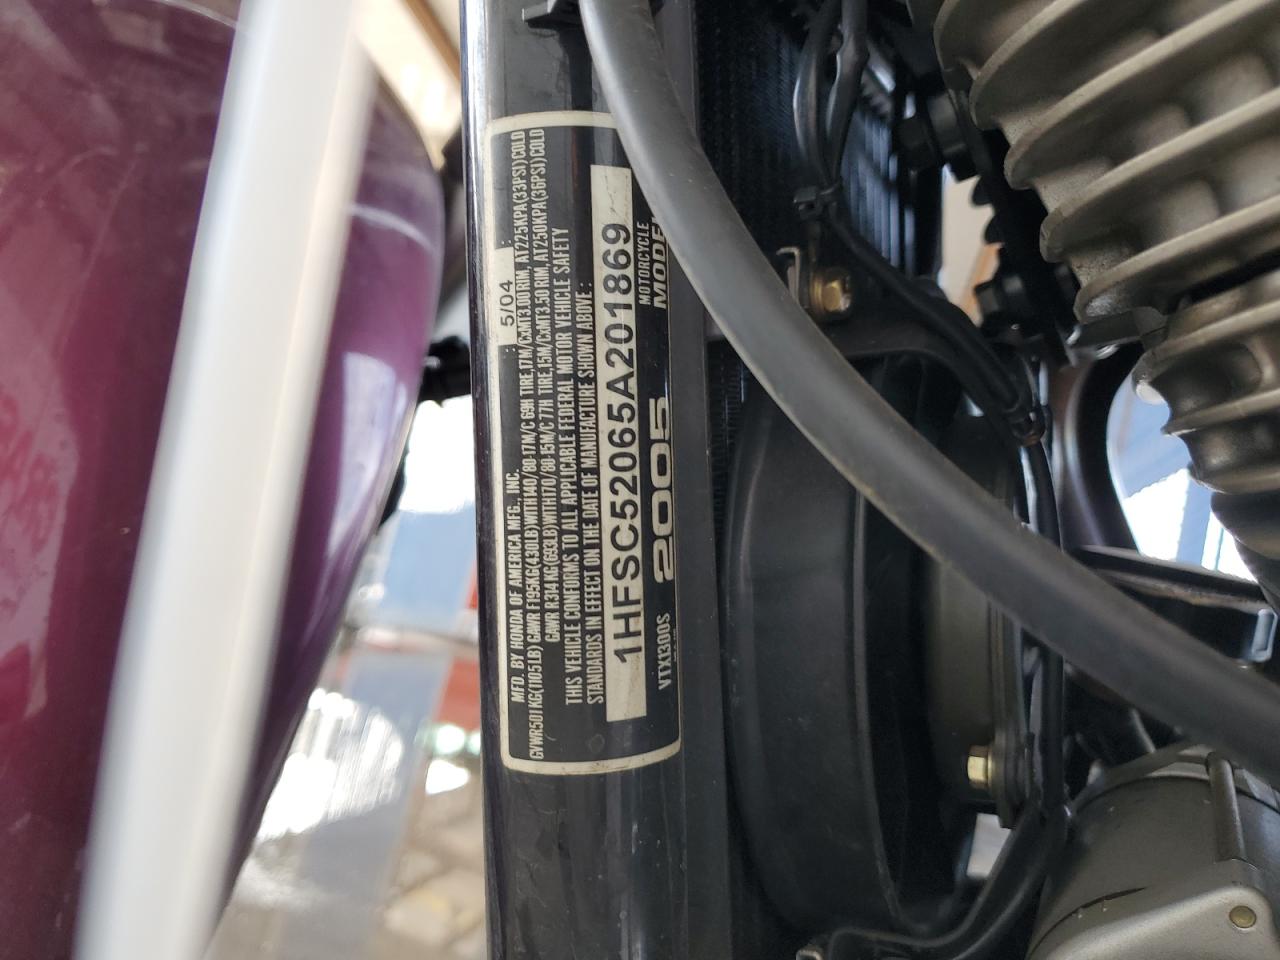 MFD. BY HONDA OF AMERICA MFG., INC. : 5/04 :
GVWR501KG(1105LB) GAWR F195KG(430LB)WITH140/80-17M/C 69H TIRE,17M/CxMT3.00 RIM, AT225KPA(33PSI)COLD
GAWR R314KG(693LB)WITH170/80-15M/C 77H TIRE,15M/CxMT3.50 RIM, AT250KPA(36PSI)COLD
THIS VEHICLE CONFORMS TO ALL APPLICABLE FEDERAL MOTOR VEHICLE SAFETY
STANDARDS IN EFFECT ON THE DATE OF MANUFACTURE SHOWN ABOVE :
1HFSC52065A201869
MOTORCYCLE
VTX1300S 2005 MODEL